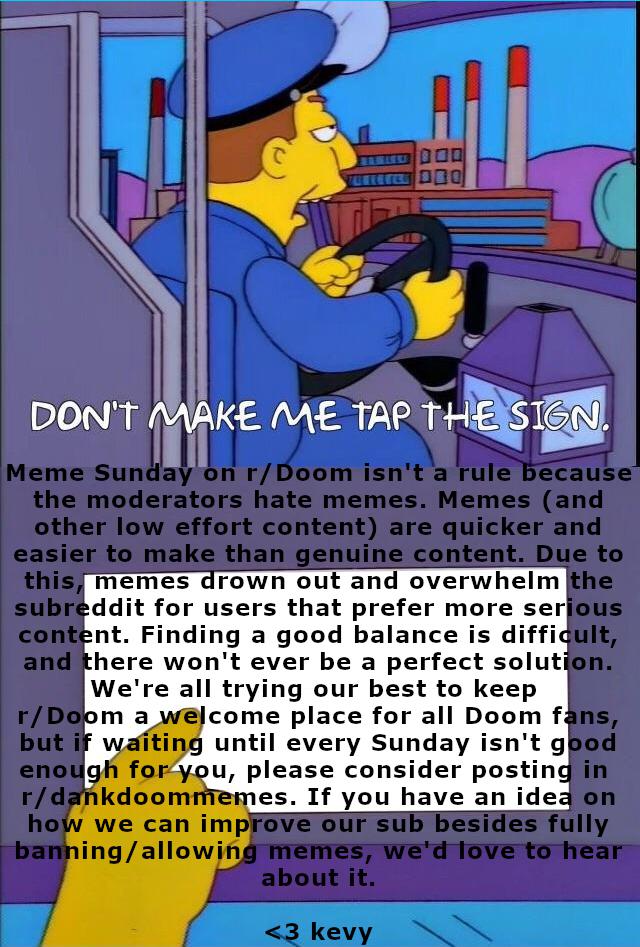 DON'T MAKE ME TAP THE SIGN.
Meme Sunday on r/Doom isn't a rule because
the moderators hate memes. Memes (and
other low effort content) are quicker and
easier to make than genuine content. Due to
this, memes drown out and overwhelm the
subreddit for users that prefer more serious
content. Finding a good balance is difficult,
and there won't ever be a perfect solution.
We're all trying our best to keep
r/Doom a welcome place for all Doom fans,
but if waiting until every Sunday isn't good
enough for you, please consider posting in
r/dankdoommemes. If you have an idea on
how we can improve our sub besides fully
banning/allowing memes, we'd love to hear
about it.
<3 kevy